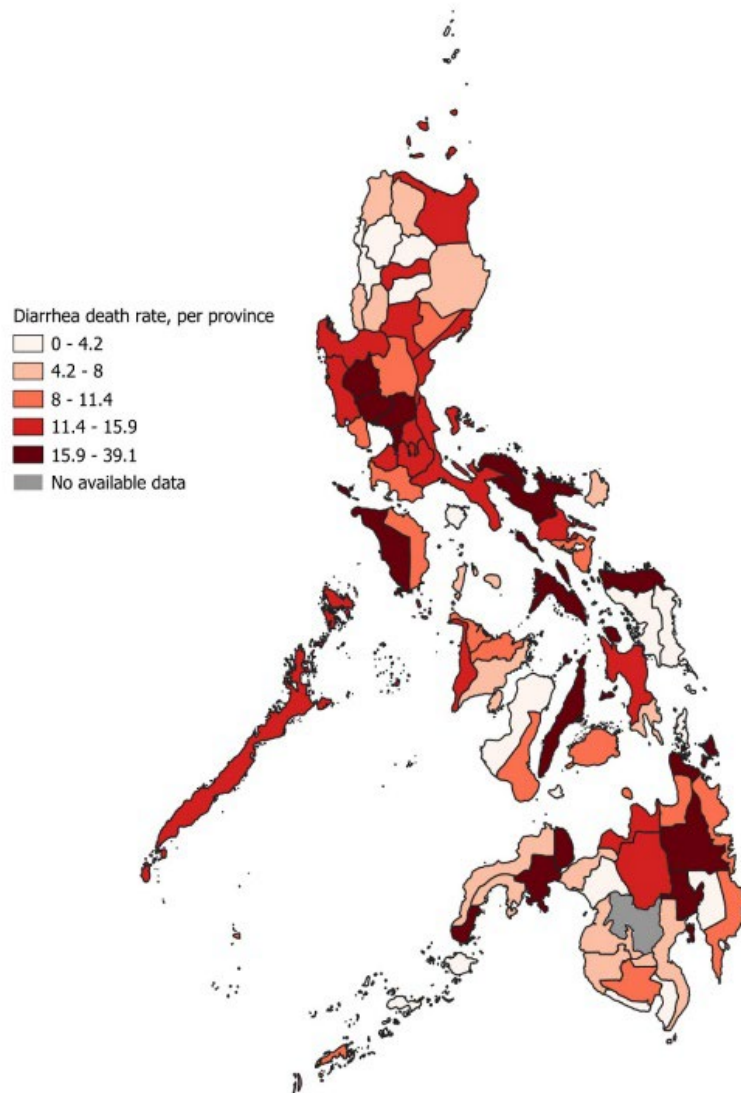 Diarrhea death rate, per province
0 - 4.2
4.2 - 8
8 - 11.4
11.4 - 15.9
15.9 - 39.1
No available data